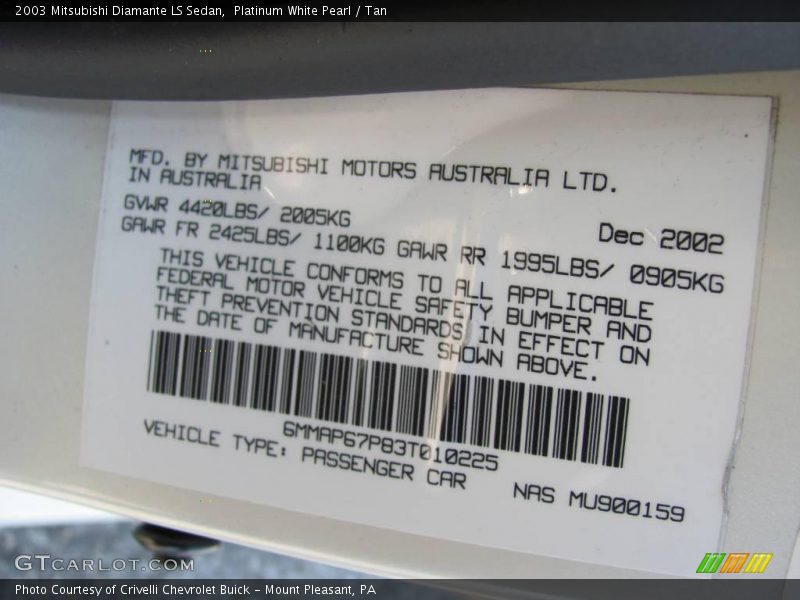 2003 Mitsubishi Diamante LS Sedan,  Platinum White Pearl / Tan
MFD. BY MITSUBISHI MOTORS AUSTRALIA LTD.
IN AUSTRALIA
GVWR 4420LBS/ 2005KG
Dec 2002
GAWR FR 2425LBS/ 1100KG GAWR RR 1995LBS/ 0905KG
THIS VEHICLE CONFORMS TO ALL APPLICABLE
FEDERAL MOTOR VEHICLE SAFETY BUMPER AND
THEFT PREVENTION STANDARDS IN EFFECT ON
THE DATE OF MANUFACTURE SHOWN ABOVE.
6MMAP67P83T010225
VEHICLE TYPE: PASSENGER CAR
NAS MU900159
GTCARLOT.COM
Photo Courtesy of Crivelli Chevrolet Buick - Mount Pleasant, PA